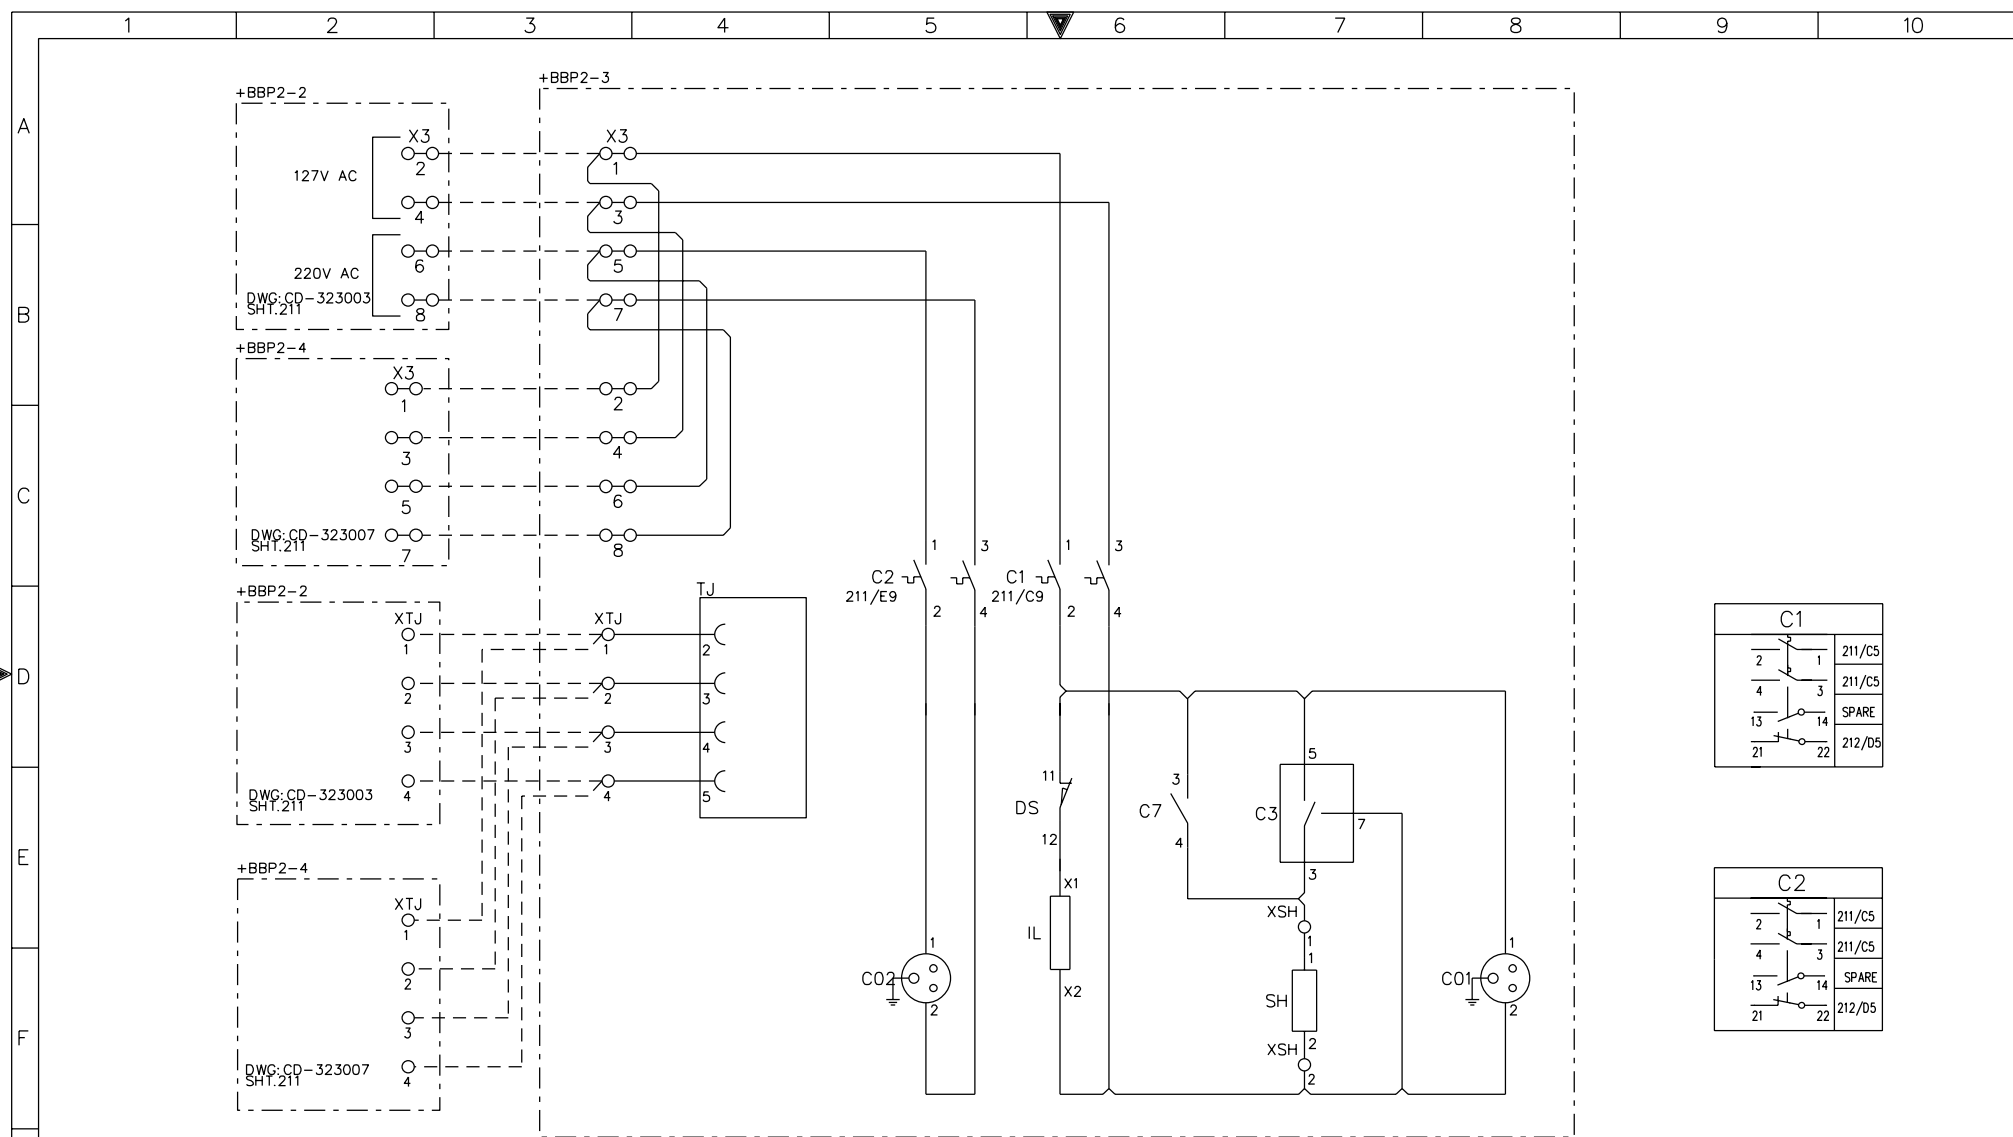 1 2 3 4 5 6 7 8 9 10
A
B
C
D
E
F
+BBP2-2
X3
127V AC
2
4
220V AC
6
DWG:CD-323003
SHT.211
8
+BBP2-4
X3
1
3
5
DWG:CD-323007
SHT.211
7
+BBP2-2
XTJ
1
2
3
DWG:CD-323003
SHT.211
4
+BBP2-4
XTJ
1
2
3
DWG:CD-323007
SHT.211
4
+BBP2-3
X3
1
3
5
7
2
4
6
8
XTJ
1
2
3
4
TJ
2
3
4
5
1 3
C2
211/E9
2 4
1 3
C1
211/C9
2 4
CO2
1
2
11
DS
12
X1
IL
X2
3
C7
4
5
C3
7
3
XSH
1
1
SH
2
XSH
2
1
CO1
2
C1
2 1 211/C5
4 3 211/C5
13 14 SPARE
21 22 212/D5
C2
2 1 211/C5
4 3 211/C5
13 14 SPARE
21 22 212/D5